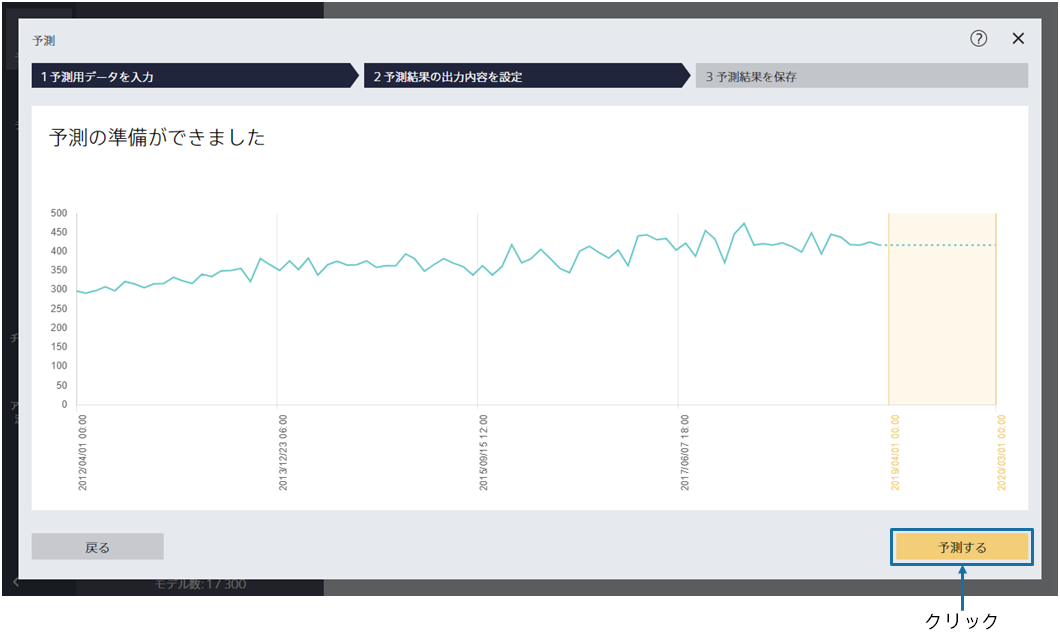 予測
1 予測用データを入力
2 予測結果の出力内容を設定
3 予測結果を保存
予測の準備ができました
500
450
400
350
300
250
200
150
100
50
0
2012/04/01 00:00
2013/12/23 06:00
2015/09/15 12:00
2017/06/07 18:00
2019/04/01 00:00
2020/03/01 00:00
戻る
予測する
モデル数: 1 / 300
クリック